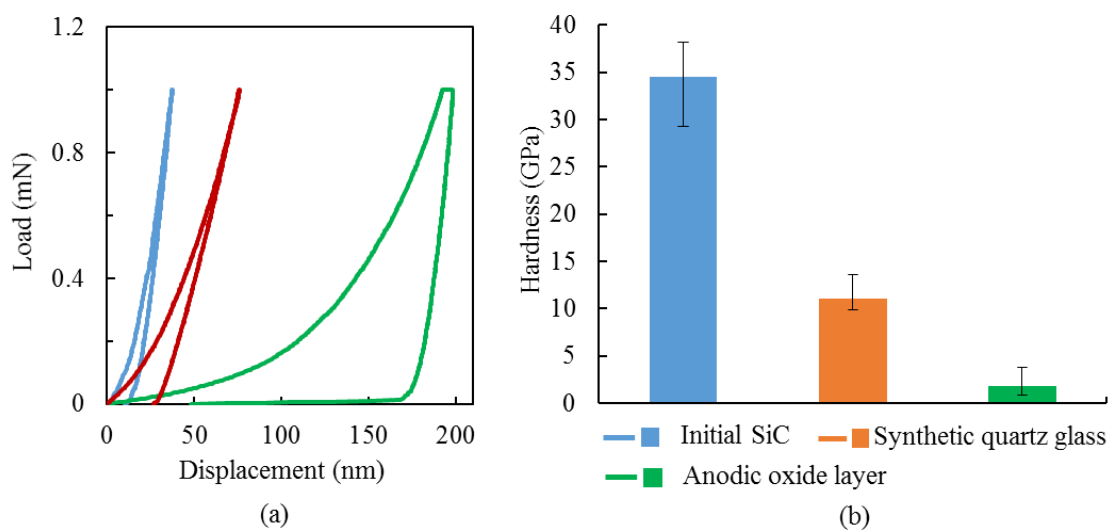 1.2
0.8
0.4
0
Load (mN)
0 50 100 150 200
Displacement (nm)
(a)
40
35
30
25
20
15
10
5
0
Hardness (GPa)
Initial SiC Synthetic quartz glass
Anodic oxide layer
(b)